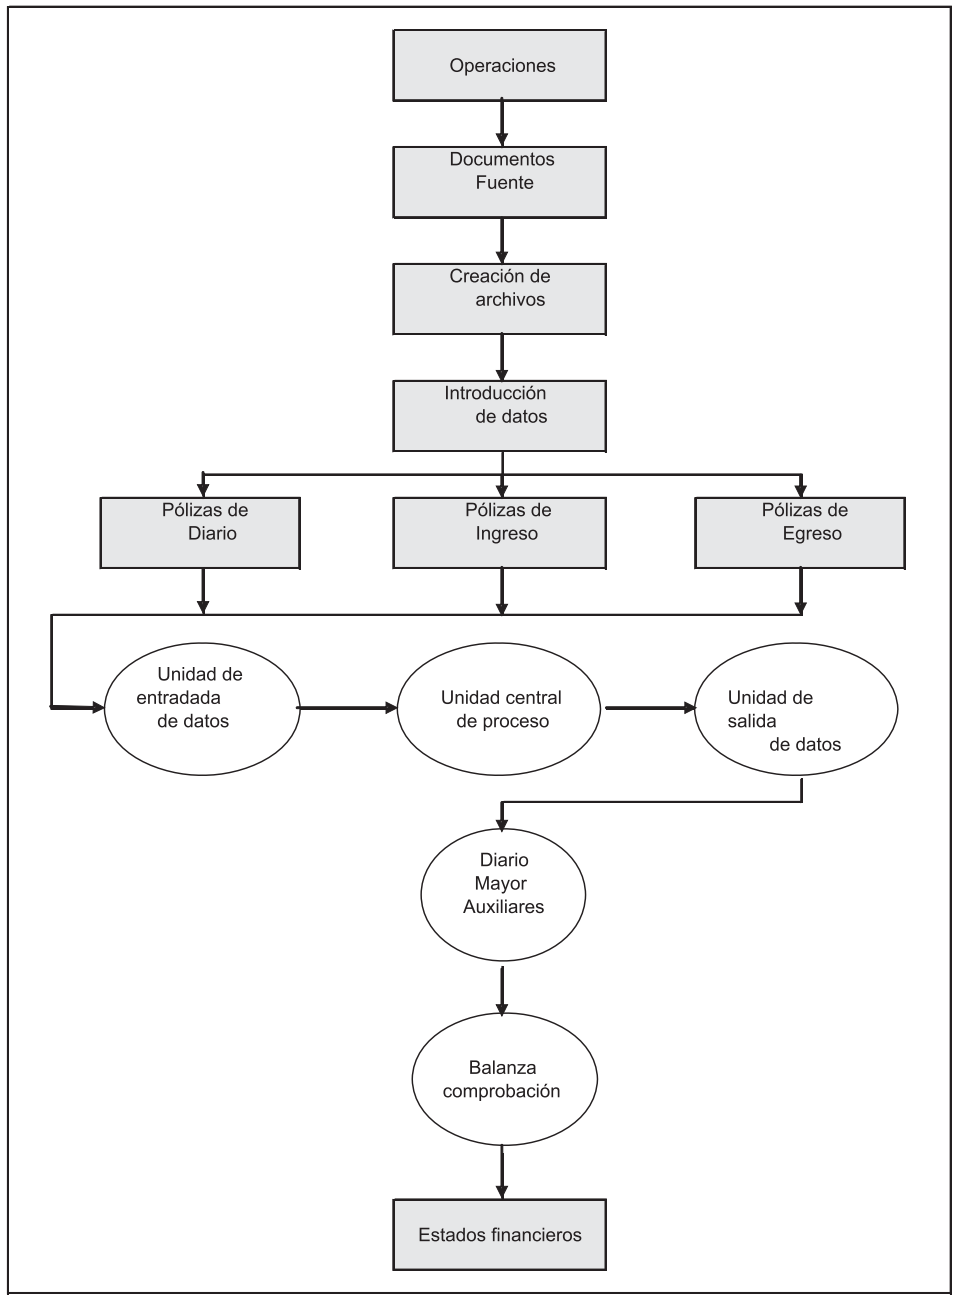 Operaciones
Documentos
Fuente
Creación de
archivos
Introducción
de datos
Pólizas de
Diario
Pólizas de
Ingreso
Pólizas de
Egreso
Unidad de
entradada
de datos
Unidad central
de proceso
Unidad de
salida
de datos
Diario
Mayor
Auxiliares
Balanza
comprobación
Estados financieros